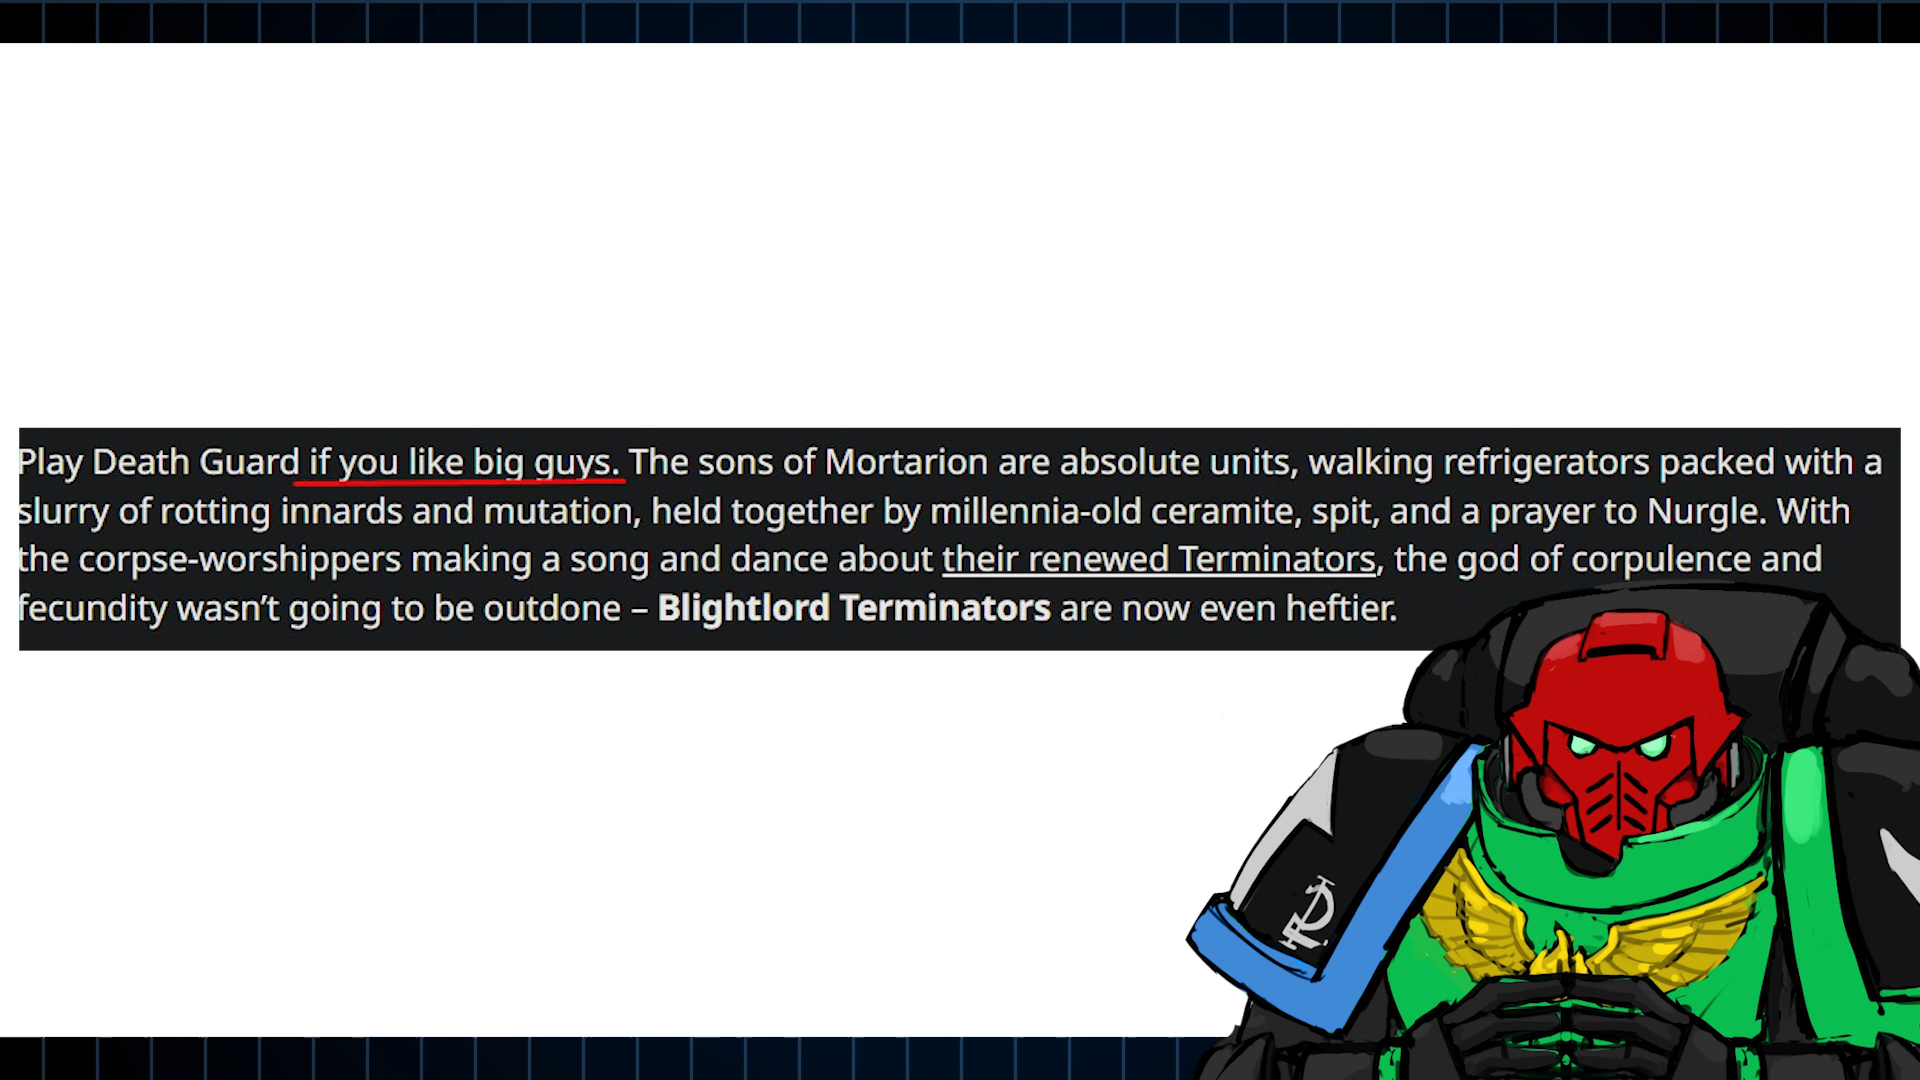 Play Death Guard if you like big guys. The sons of Mortarion are absolute units, walking refrigerators packed with a
slurry of rotting innards and mutation, held together by millennia-old ceramite, spit, and a prayer to Nurgle. With
the corpse-worshippers making a song and dance about their renewed Terminators, the god of corpulence and
fecundity wasn’t going to be outdone – Blightlord Terminators are now even heftier.